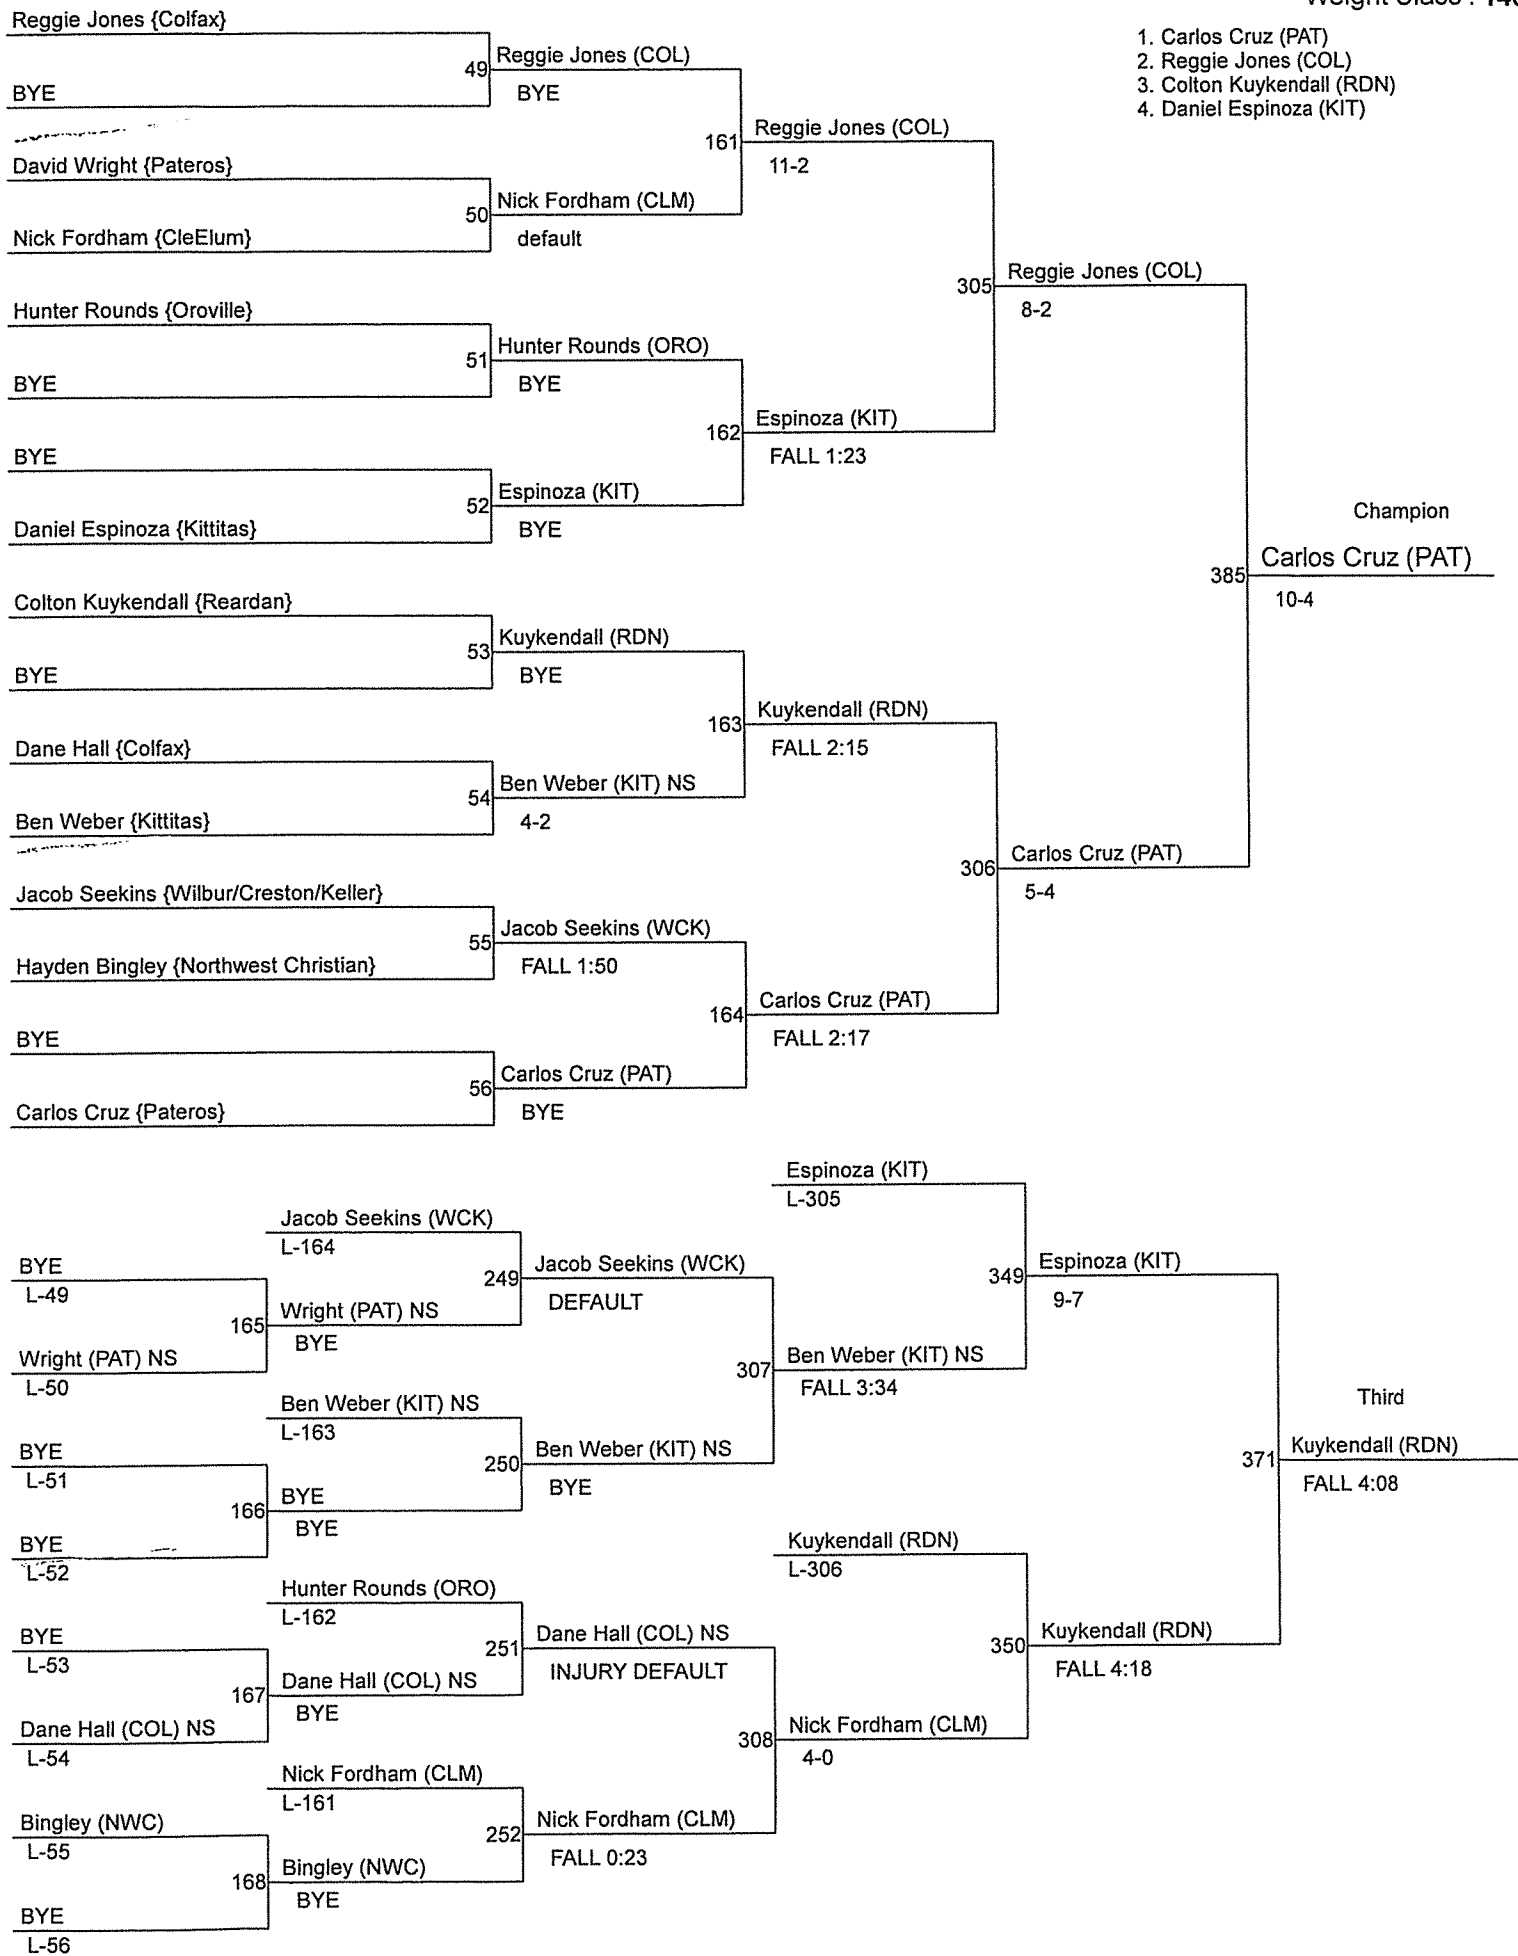 Weight Class :
1. Carlos Cruz (PAT)
2. Reggie Jones (COL)
3. Colton Kuykendall (RDN)
4. Daniel Espinoza (KIT)
Reggie Jones {Colfax}
49
Reggie Jones (COL)
BYE
BYE
161
Reggie Jones (COL)
11-2
David Wright {Pateros}
50
Nick Fordham (CLM)
default
Nick Fordham {CleElum}
305
Reggie Jones (COL)
8-2
Hunter Rounds {Oroville}
51
Hunter Rounds (ORO)
BYE
BYE
162
Espinoza (KIT)
FALL 1:23
BYE
52
Espinoza (KIT)
BYE
Daniel Espinoza {Kittitas}
Champion
385
Carlos Cruz (PAT)
10-4
Colton Kuykendall {Reardan}
53
Kuykendall (RDN)
BYE
BYE
163
Kuykendall (RDN)
FALL 2:15
Dane Hall {Colfax}
54
Ben Weber (KIT) NS
4-2
Ben Weber {Kittitas}
306
Carlos Cruz (PAT)
5-4
Jacob Seekins {Wilbur/Creston/Keller}
55
Jacob Seekins (WCK)
FALL 1:50
Hayden Bingley {Northwest Christian}
164
Carlos Cruz (PAT)
FALL 2:17
BYE
56
Carlos Cruz (PAT)
BYE
Carlos Cruz {Pateros}
Espinoza (KIT)
L-305
Jacob Seekins (WCK)
L-164
BYE
L-49
249
Jacob Seekins (WCK)
DEFAULT
349
Espinoza (KIT)
9-7
165
Wright (PAT) NS
BYE
Wright (PAT) NS
L-50
307
Ben Weber (KIT) NS
FALL 3:34
Ben Weber (KIT) NS
L-163
BYE
L-51
250
Ben Weber (KIT) NS
BYE
166
BYE
BYE
BYE
L-52
Third
371
Kuykendall (RDN)
FALL 4:08
Kuykendall (RDN)
L-306
Hunter Rounds (ORO)
L-162
BYE
L-53
251
Dane Hall (COL) NS
INJURY DEFAULT
350
Kuykendall (RDN)
FALL 4:18
167
Dane Hall (COL) NS
BYE
Dane Hall (COL) NS
L-54
308
Nick Fordham (CLM)
4-0
Nick Fordham (CLM)
L-161
Bingley (NWC)
L-55
252
Nick Fordham (CLM)
FALL 0:23
168
Bingley (NWC)
BYE
BYE
L-56